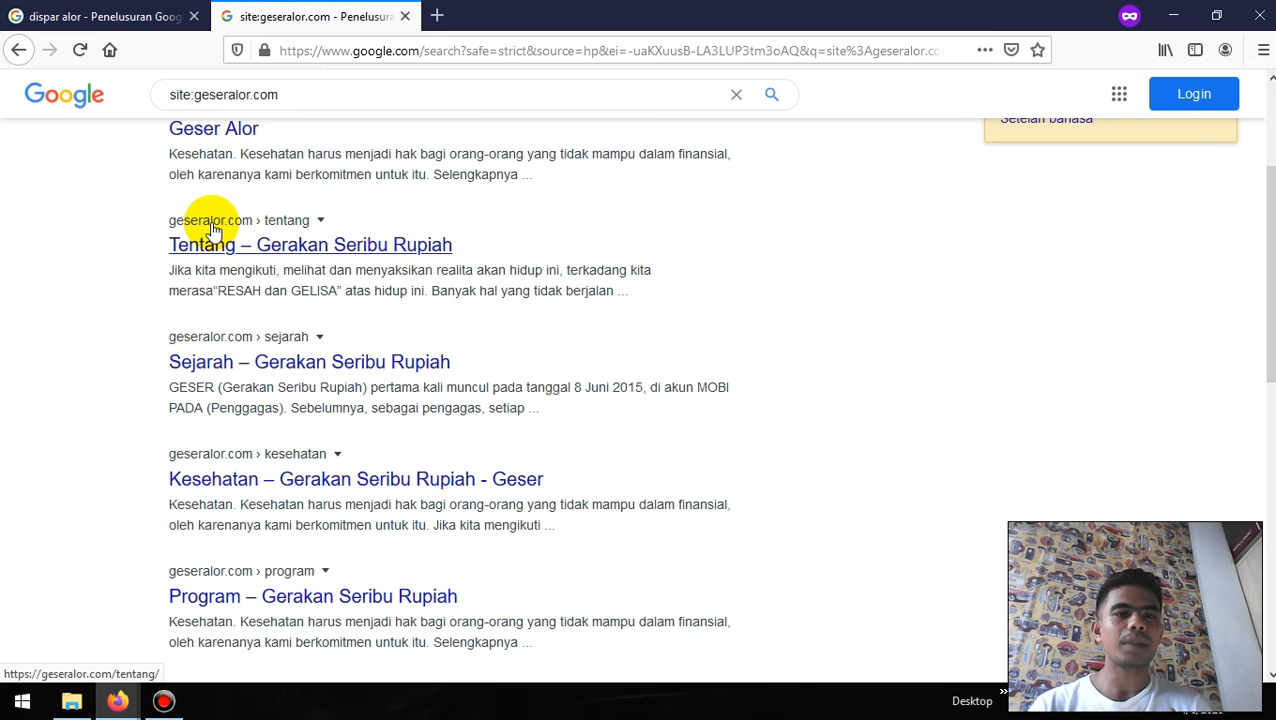 dispar alor - Penelusuran Goog
site:geseralor.com - Penelusura
https://www.google.com/search?safe=strict&source=hp&ei=-uaKXuusB-LA3LUP3tm3oAQ&q=site%3Ageseralor.co
Google
site:geseralor.com
Login
Setelan bahasa
Geser Alor
Kesehatan. Kesehatan harus menjadi hak bagi orang-orang yang tidak mampu dalam finansial,
oleh karenanya kami berkomitmen untuk itu. Selengkapnya ...
geseralor.com › tentang
Tentang – Gerakan Seribu Rupiah
Jika kita mengikuti, melihat dan menyaksikan realita akan hidup ini, terkadang kita
merasa“RESAH dan GELISA” atas hidup ini. Banyak hal yang tidak berjalan ...
geseralor.com › sejarah
Sejarah – Gerakan Seribu Rupiah
GESER (Gerakan Seribu Rupiah) pertama kali muncul pada tanggal 8 Juni 2015, di akun MOBI
PADA (Penggagas). Sebelumnya, sebagai pengagas, setiap ...
geseralor.com › kesehatan
Kesehatan – Gerakan Seribu Rupiah - Geser
Kesehatan. Kesehatan harus menjadi hak bagi orang-orang yang tidak mampu dalam finansial,
oleh karenanya kami berkomitmen untuk itu. Jika kita mengikuti ...
geseralor.com › program
Program – Gerakan Seribu Rupiah
Kesehatan. Kesehatan harus menjadi hak bagi orang-orang yang tidak mampu dalam finansial,
oleh karenanya kami berkomitmen untuk itu. Selengkapnya ...
https://geseralor.com/tentang/
Desktop